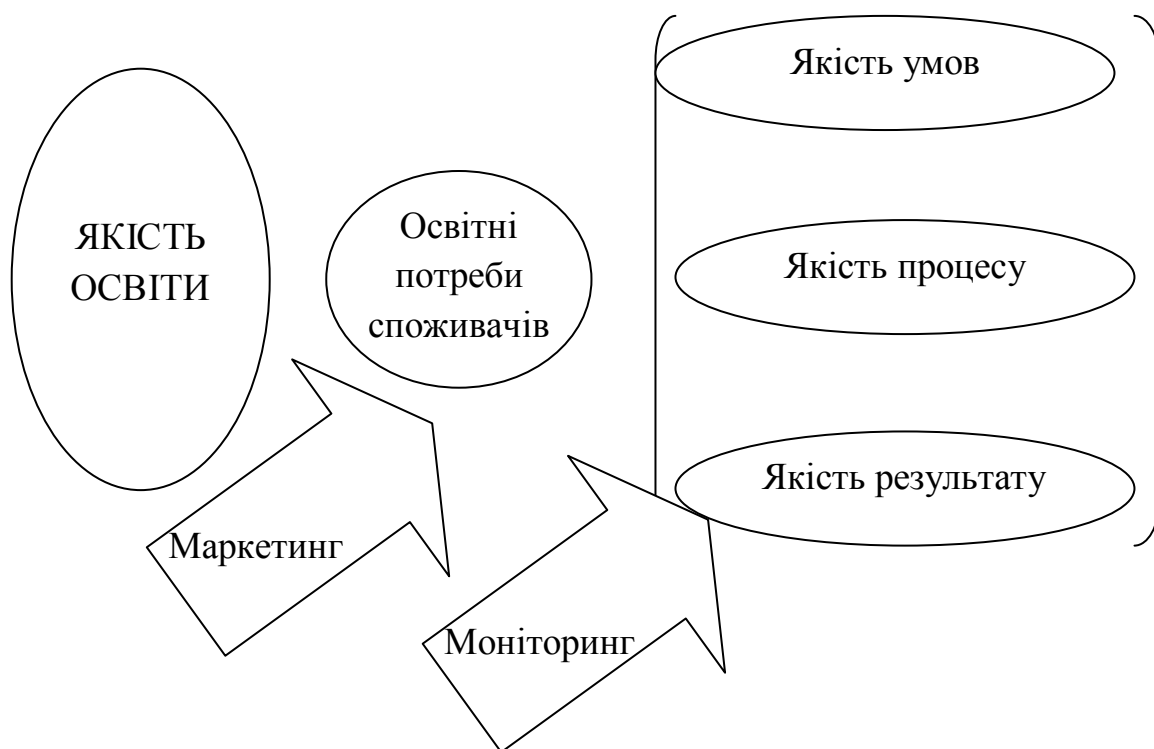 ЯКІСТЬ
ОСВІТИ
Освітні
потреби
споживачів
Якість умов
Якість процесу
Якість результату
Маркетинг
Моніторинг